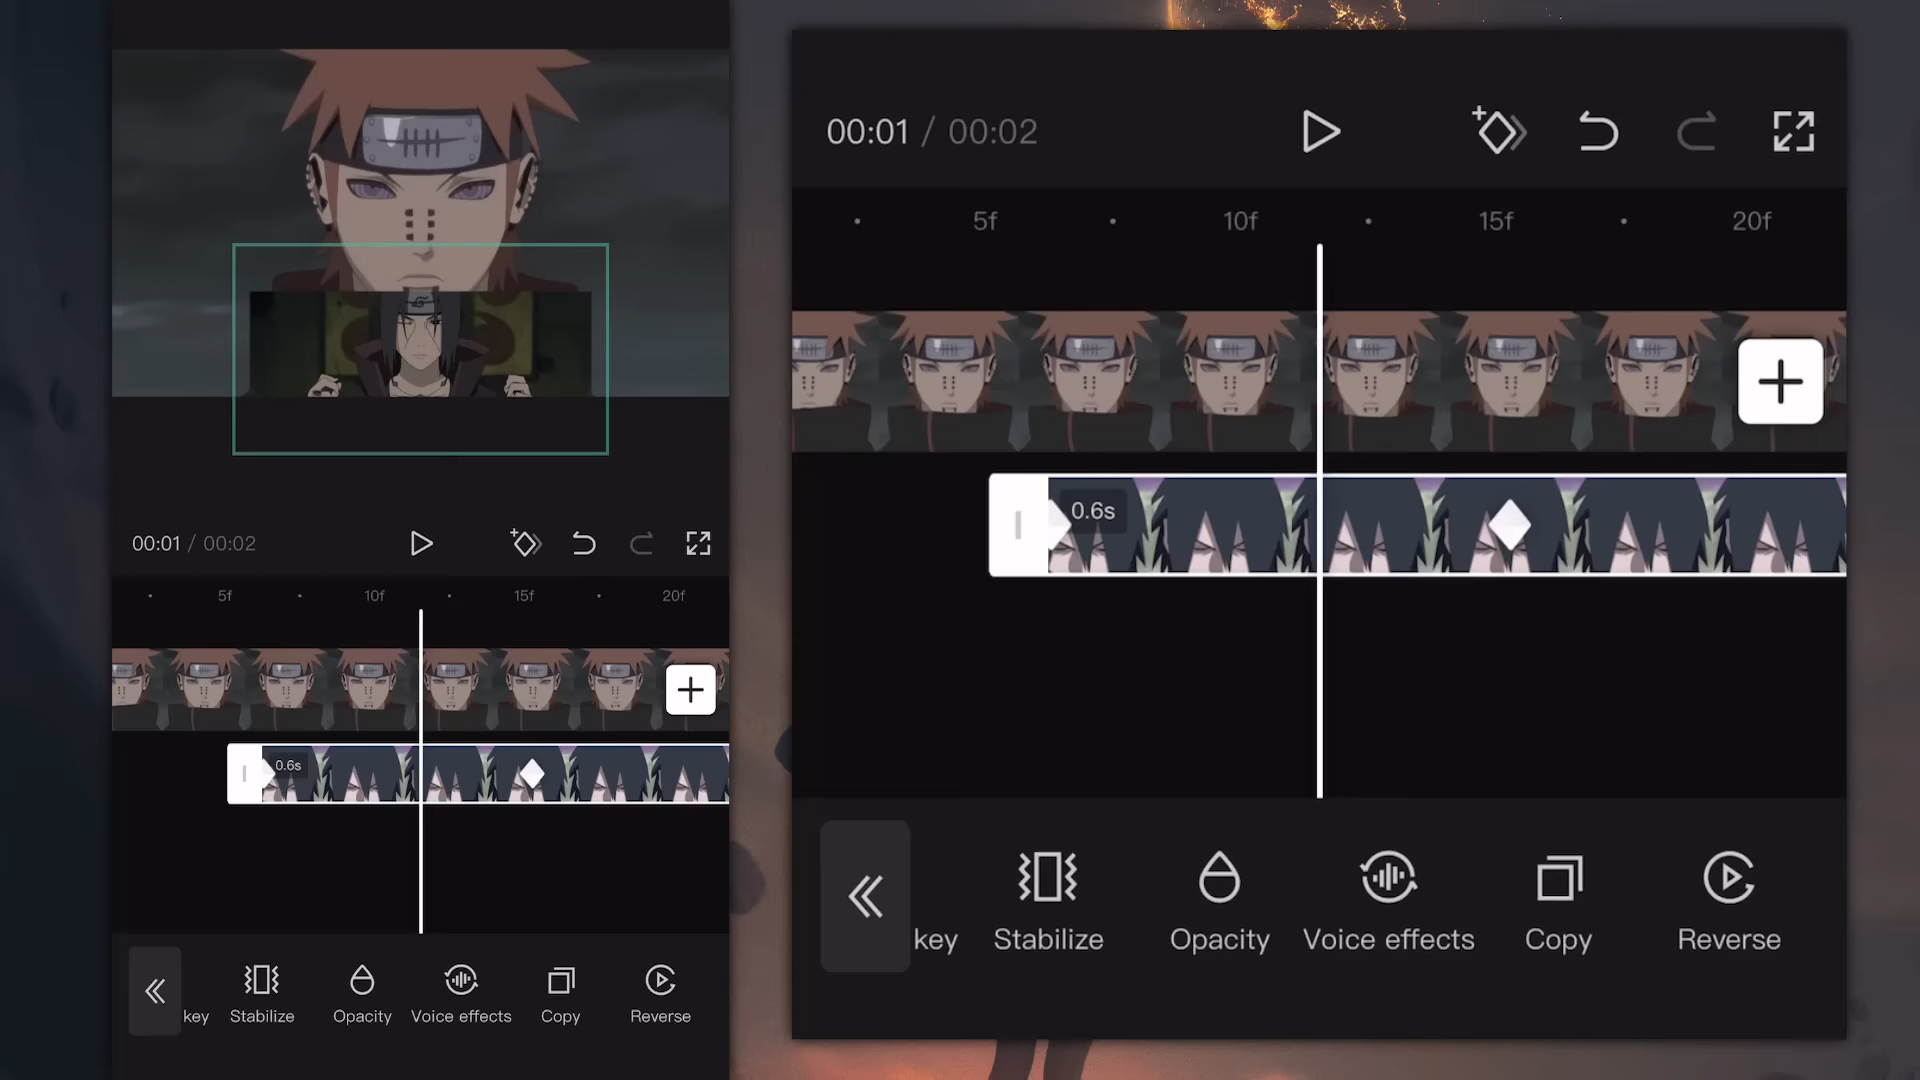 00:01 / 00:02
5f
10f
15f
20f
0.6s
key
Stabilize
Opacity
Voice effects
Copy
Reverse
00:01 / 00:02
5f
10f
15f
20f
0.6s
key
Stabilize
Opacity
Voice effects
Copy
Reverse